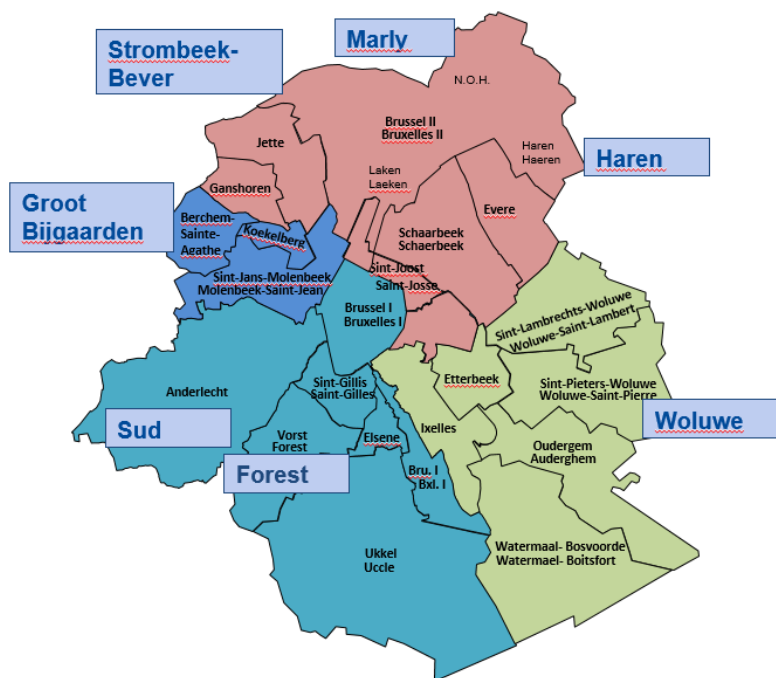 Marly
Strombeek-
Bever
N.O.H.
Brussel II
Bruxelles II
Jette
Haren
Haeren
Haren
Laken
Laeken
Ganshoren
Groot
Bijgaarden
Berchem-
Sainte-
Agathe
Koekelberg
Evere
Schaarbeek
Schaerbeek
Sint-Jans-Molenbeek
Molenbeek-Saint-Jean
Sint-Joost
Saint-Josse
Brussel I
Bruxelles I
Sint-Lambrechts-Woluwe
Woluwe-Saint-Lambert
Anderlecht
Sint-Gillis
Saint-Gilles
Etterbeek
Sint-Pieters-Woluwe
Woluwe-Saint-Pierre
Sud
Vorst
Forest
Elsene
Ixelles
Woluwe
Oudergem
Auderghem
Forest
Bru. I
Bxl. I
Ukkel
Uccle
Watermaal- Bosvoorde
Watermael- Boitsfort